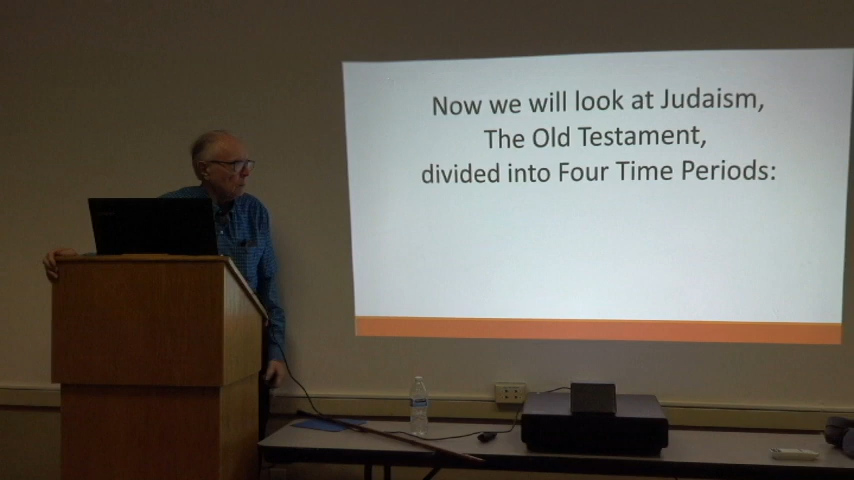 Now we will look at Judaism,
The Old Testament,
divided into Four Time Periods: